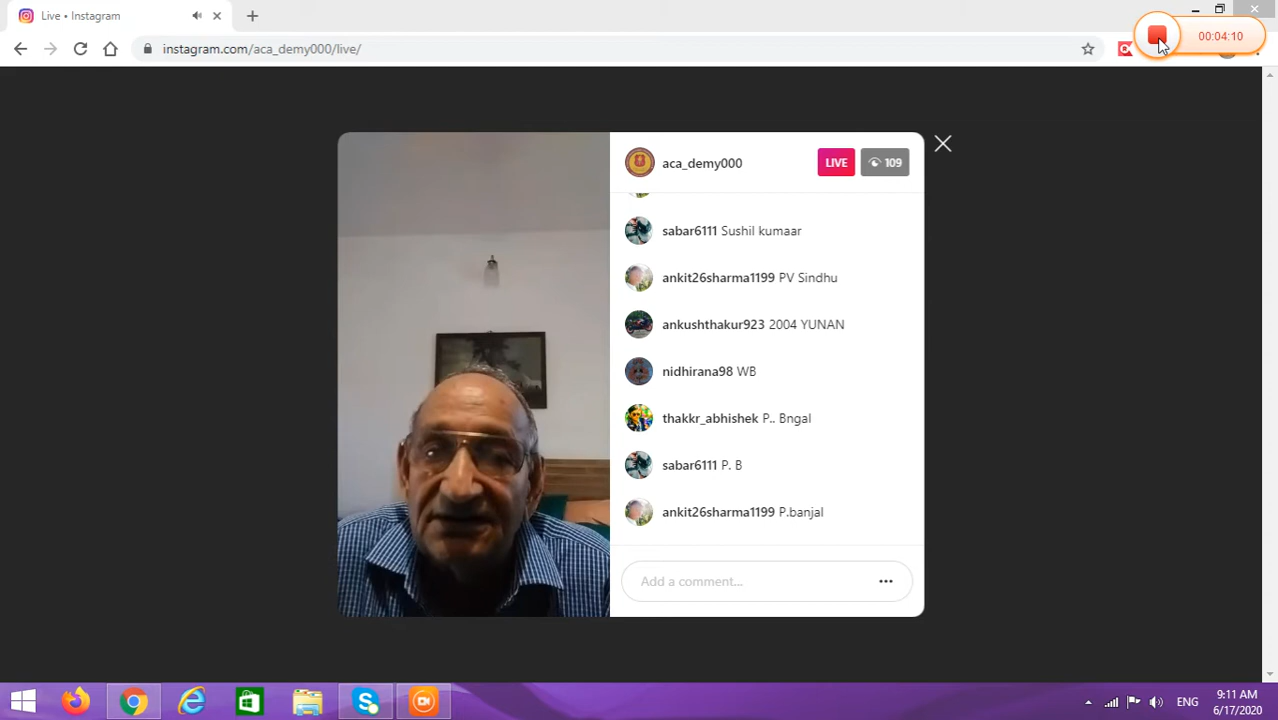 Live • Instagram
instagram.com/aca_demy000/live/
00:04:10
aca_demy000
LIVE
109
sabar6111 Sushil kumaar
ankit26sharma1199 PV Sindhu
ankushthakur923 2004 YUNAN
nidhirana98 WB
thakkr_abhishek P.. Bngal
sabar6111 P. B
ankit26sharma1199 P.banjal
Add a comment...
ENG
9:11 AM
6/17/2020